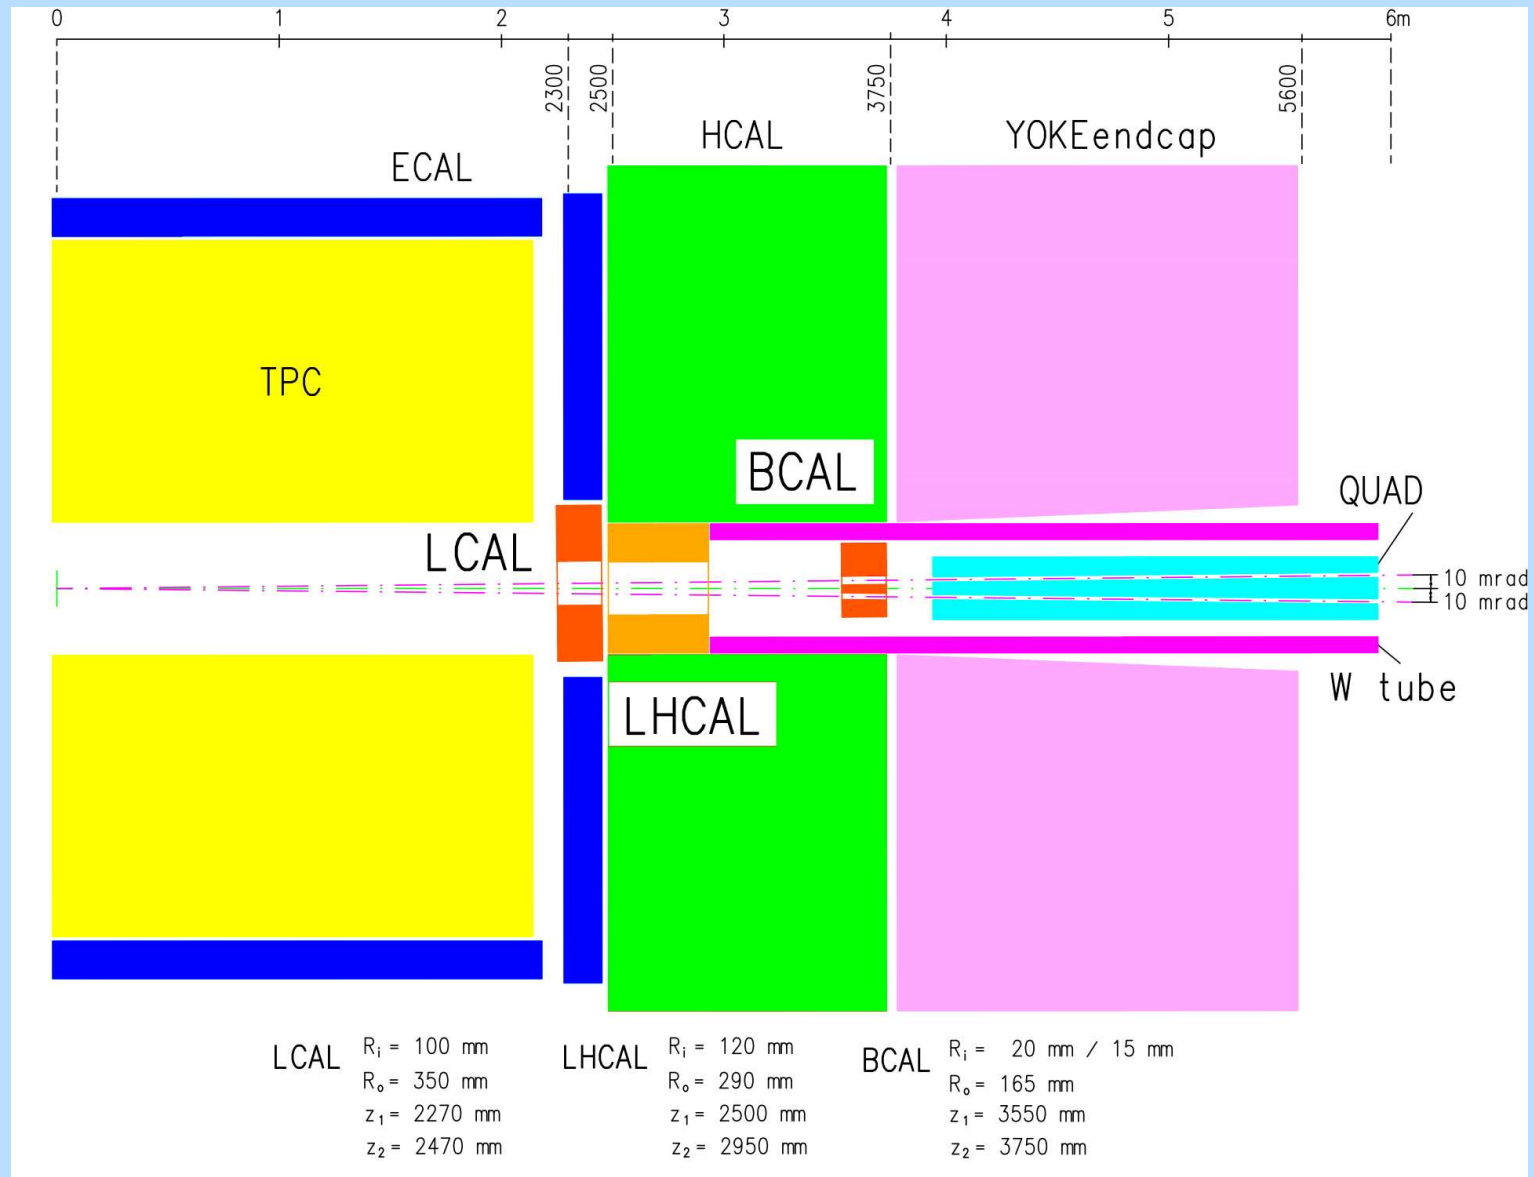 0 1 2 3 4 5 6m
2300 2500 3750 5600
HCAL YOKEendcap
ECAL
TPC
BCAL
QUAD
LCAL
10 mrad
10 mrad
W tube
LHCAL
LCAL Ri = 100 mm
Ro = 350 mm
z1 = 2270 mm
z2 = 2470 mm
LHCAL Ri = 120 mm
Ro = 290 mm
z1 = 2500 mm
z2 = 2950 mm
BCAL Ri = 20 mm / 15 mm
Ro = 165 mm
z1 = 3550 mm
z2 = 3750 mm